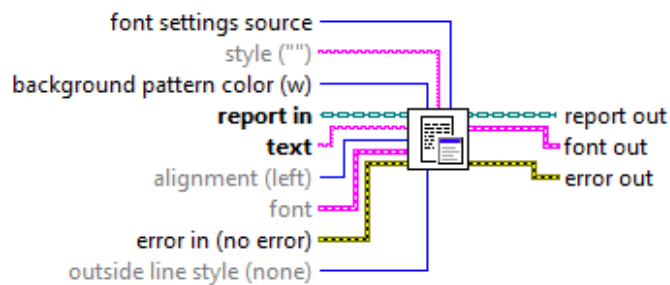 font settings source
style ("")
background pattern color (w)
report in
text
alignment (left)
font
error in (no error)
outside line style (none)
report out
font out
error out